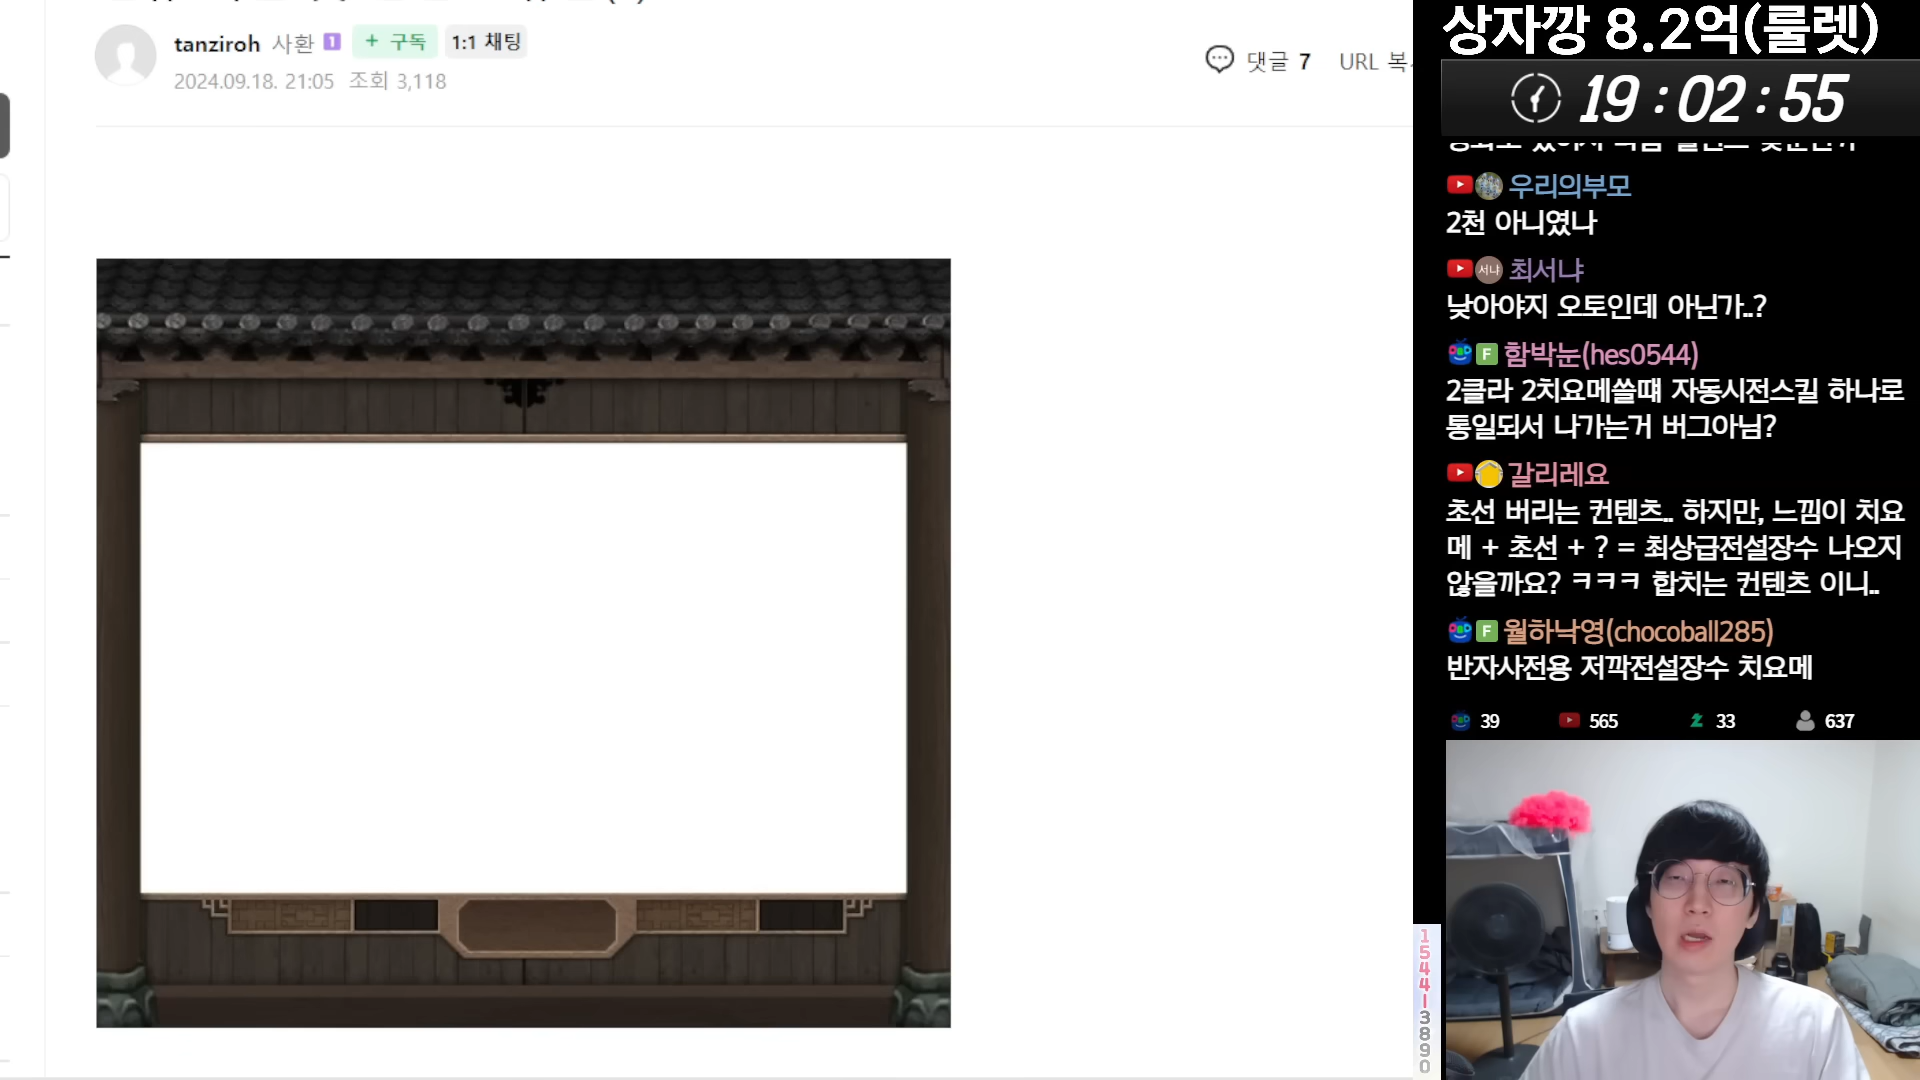 tanziroh 사환 1 + 구독 1:1 채팅
2024.09.18. 21:05 조회 3,118
댓글 7 URL 복
상자깡 8.2억(룰렛)
19:02:55
우리의부모
2천 아니였나
서냐 최서냐
낮아야지 오토인데 아닌가..?
F 함박눈(hes0544)
2클라 2치요메쓸떄 자동시전스킬 하나로
통일되서 나가는거 버그아님?
갈리레요
초선 버리는 컨텐츠.. 하지만, 느낌이 치요
메 + 초선 + ? = 최상급전설장수 나오지
않을까요? ㅋㅋㅋ 합치는 컨텐츠 이니..
F 월하낙영(chocoball285)
반자사전용 저깍전설장수 치요메
39 565 33 637
1544-3890